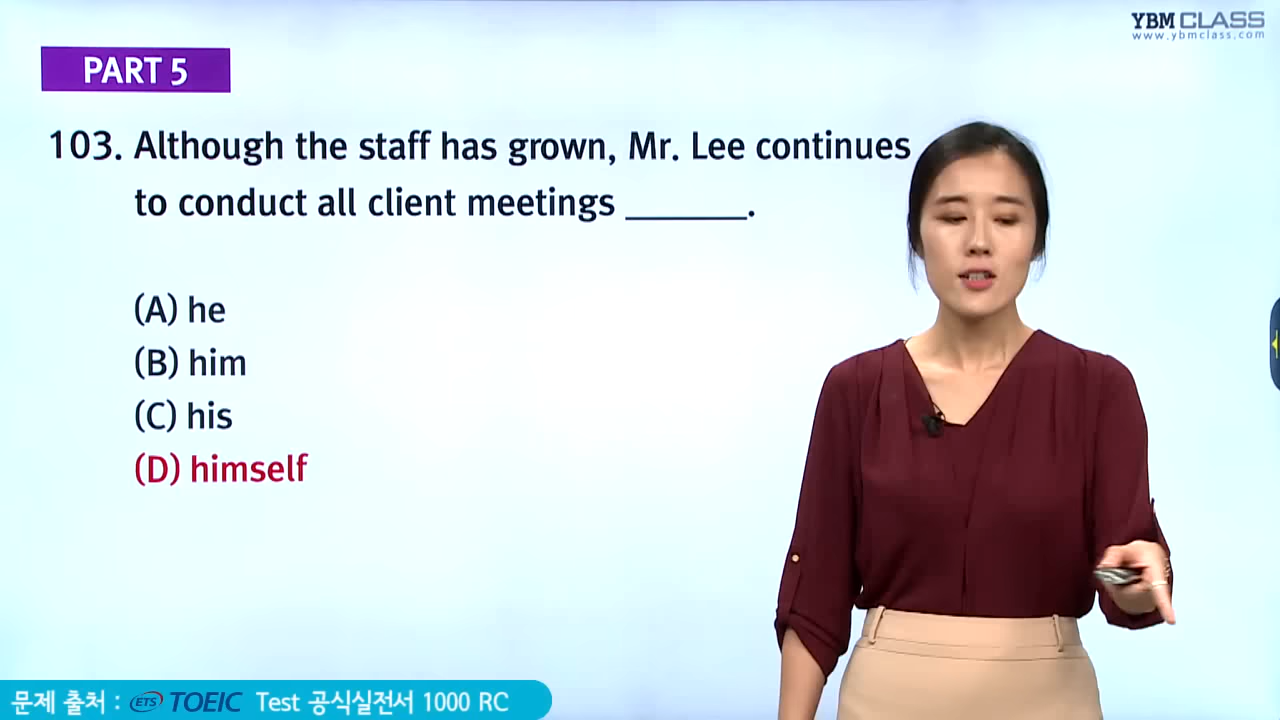 YBM CLASS
www.ybmclass.com
PART 5
103. Although the staff has grown, Mr. Lee continues
to conduct all client meetings ______.
(A) he
(B) him
(C) his
(D) himself
문제 출처 : ETS TOEIC Test 공식실전서 1000 RC